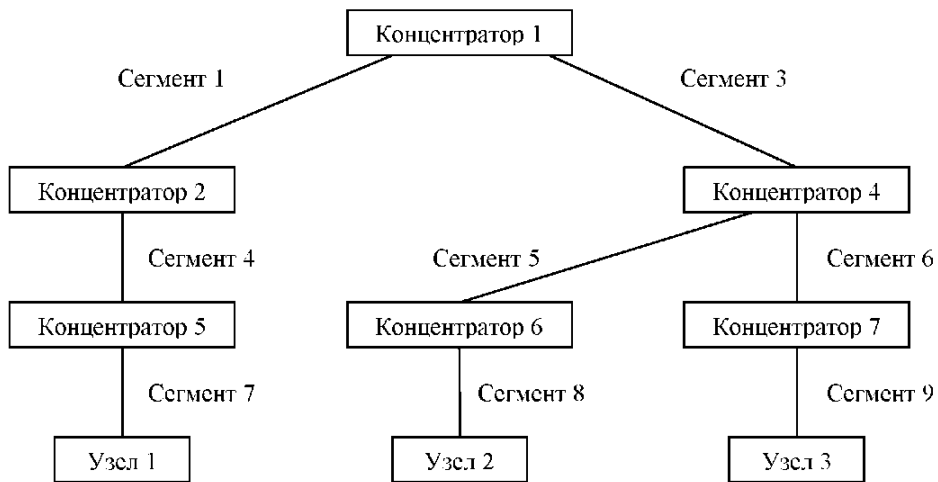 Концентратор 1
Сегмент 1
Сегмент 3
Концентратор 2
Концентратор 4
Сегмент 4
Сегмент 5
Сегмент 6
Концентратор 5
Концентратор 6
Концентратор 7
Сегмент 7
Сегмент 8
Сегмент 9
Узел 1
Узел 2
Узел 3